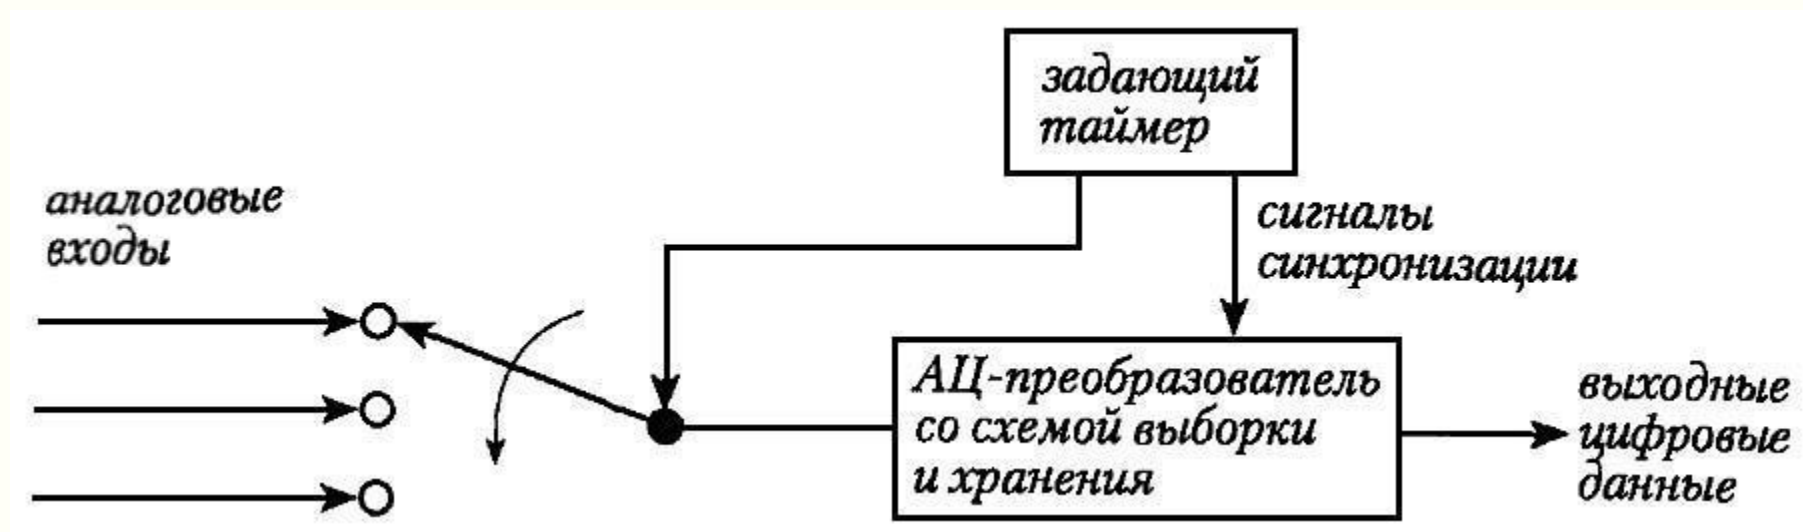 задающий
таймер
аналоговые
входы
сигналы
синхронизации
АЦ-преобразователь
со схемой выборки
и хранения
выходные
цифровые
данные